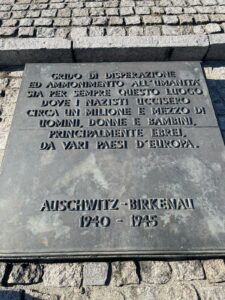 GRIDO DI DISPERAZIONE
ED AMMONIMENTO ALL'UMANITÀ
SIA PER SEMPRE QUESTO LUOGO
DOVE I NAZISTI UCCISERO
CIRCA UN MILIONE E MEZZO DI
UOMINI, DONNE E BAMBINI,
PRINCIPALMENTE EBREI,
DA VARI PAESI D'EUROPA.
AUSCHWITZ-BIRKENAU
1940 - 1945